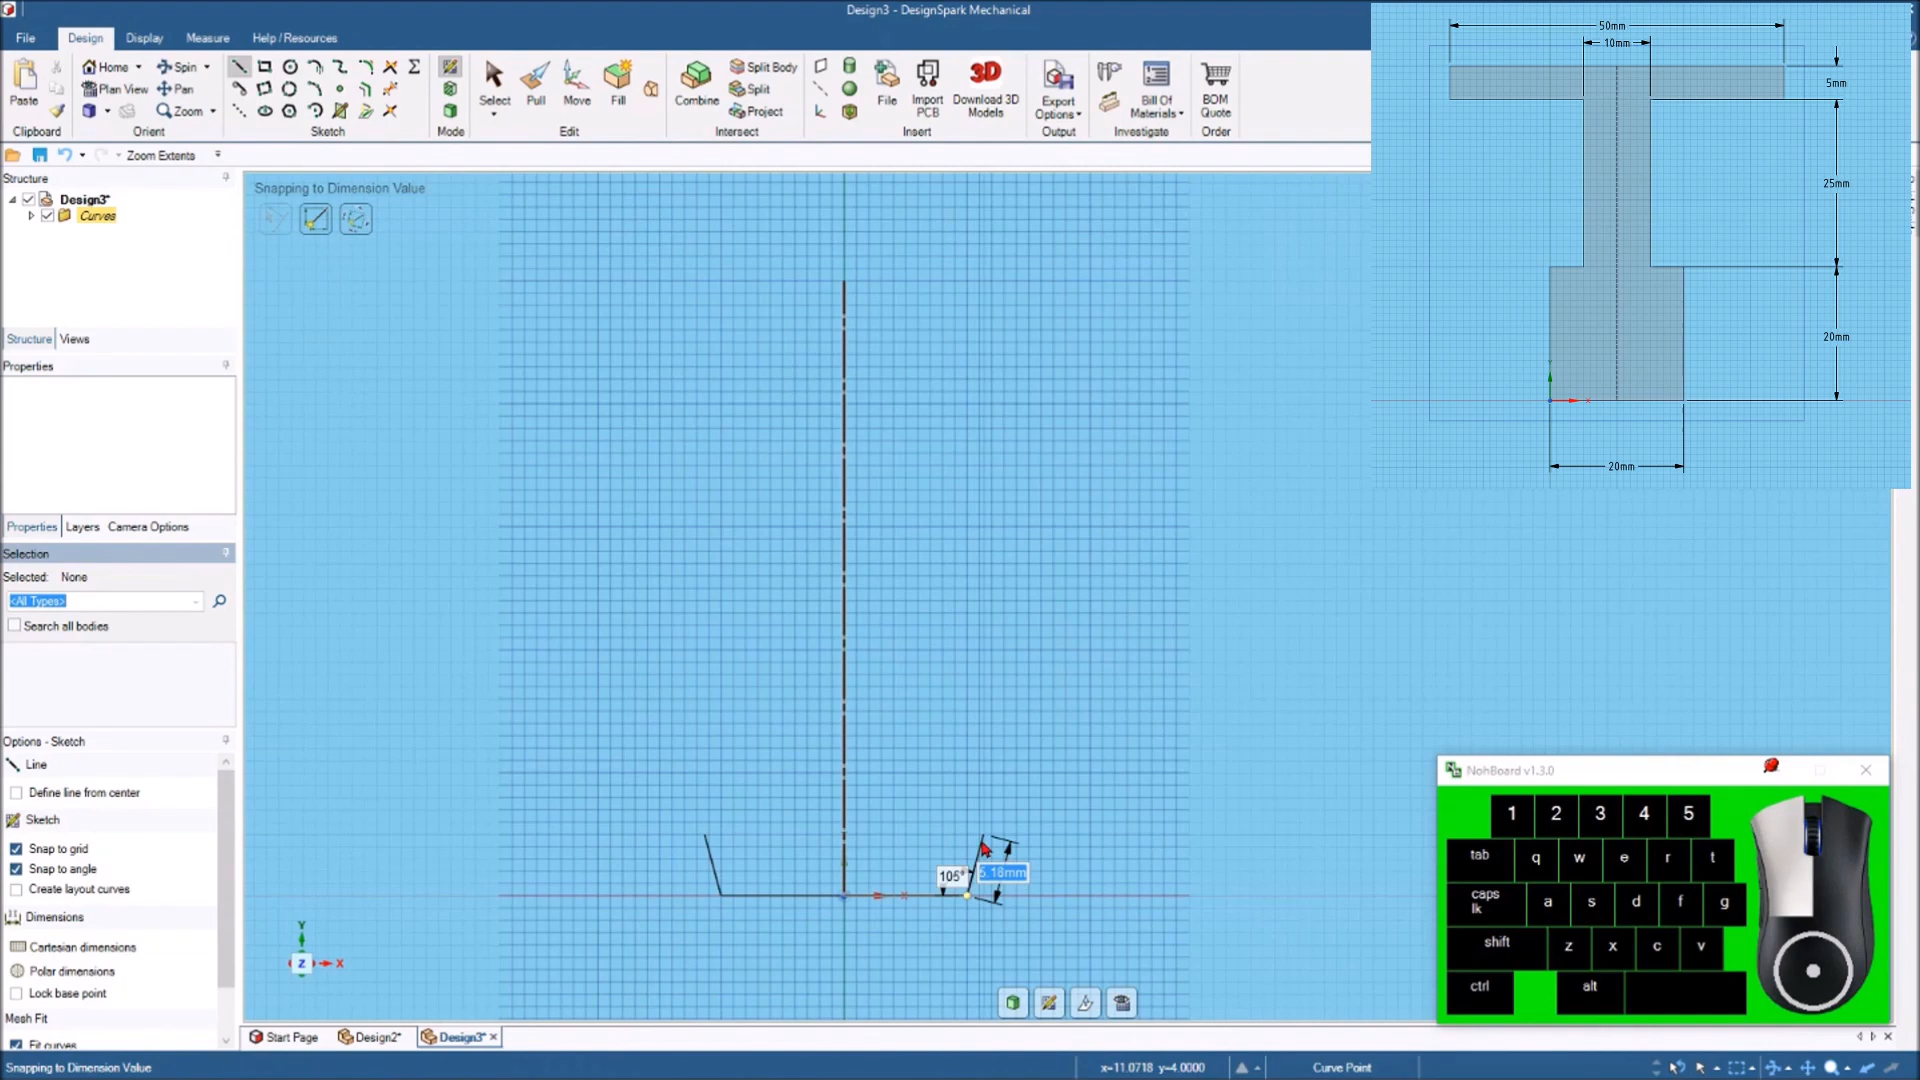 Design3 - DesignSpark Mechanical
File Design Display Measure Help / Resources
Paste
Home Spin
Plan View Pan
Zoom
Select Pull Move Fill
Combine
Split Body
Split
Project
File
Import PCB
Download 3D Models
Export Options
Bill Of Materials
BOM Quote
Clipboard Orient Sketch Mode Edit Intersect Insert Output Investigate Order
Zoom Extents
Structure
Design3*
Curves
Structure Views
Properties
Properties Layers Camera Options
Selection
Selected: None
<All Types>
Search all bodies
Options - Sketch
Line
Define line from center
Sketch
Snap to grid
Snap to angle
Create layout curves
Dimensions
Cartesian dimensions
Polar dimensions
Lock base point
Mesh Fit
Fit curves
Snapping to Dimension Value
105°
5.18mm
X
Y
Z X
50mm
10mm
5mm
25mm
20mm
20mm
X
NohBoard v1.3.0
1 2 3 4 5
tab q w e r t
caps lk a s d f g
shift z x c v
ctrl alt
Start Page Design2* Design3*
Snapping to Dimension Value
x=11.0718 y=4.0000
Curve Point